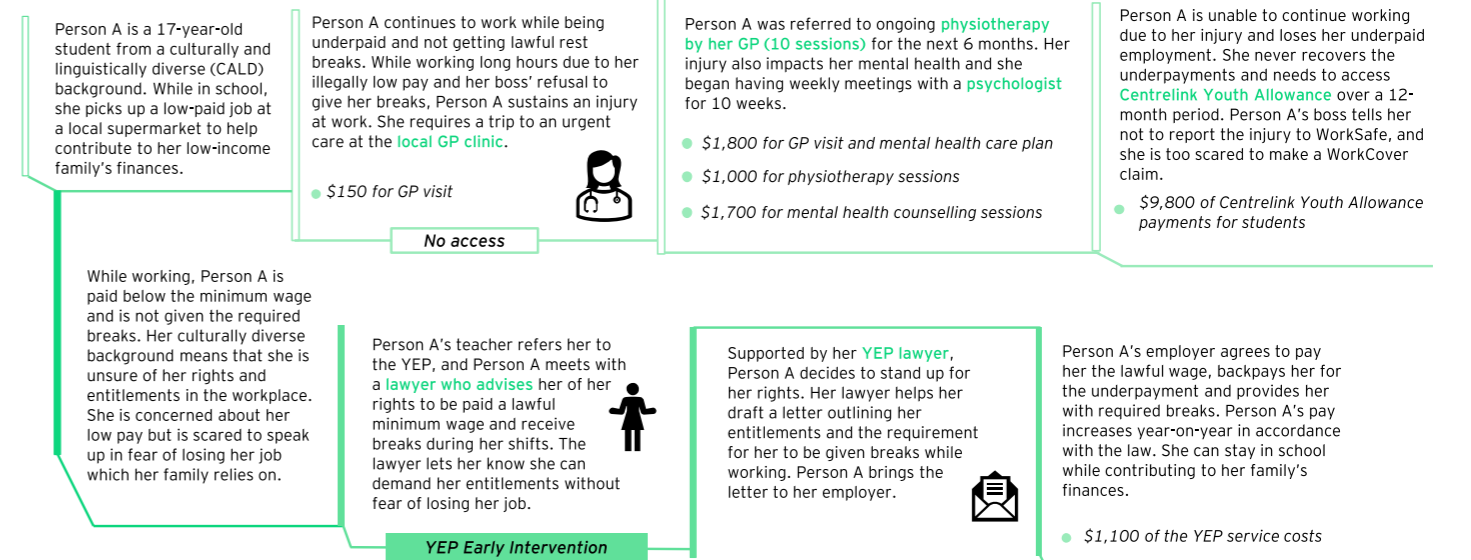 Person A is a 17-year-old
student from a culturally and
linguistically diverse (CALD)
background. While in school,
she picks up a low-paid job at
a local supermarket to help
contribute to her low-income
family's finances.
Person A continues to work while being
underpaid and not getting lawful rest
breaks. While working long hours due to her
illegally low pay and her boss' refusal to
give her breaks, Person A sustains an injury
at work. She requires a trip to an urgent
care at the local GP clinic.
$150 for GP visit
No access
Person A was referred to ongoing physiotherapy
by her GP (10 sessions) for the next 6 months. Her
injury also impacts her mental health and she
began having weekly meetings with a psychologist
for 10 weeks.
$1,800 for GP visit and mental health care plan
$1,000 for physiotherapy sessions
$1,700 for mental health counselling sessions
Person A is unable to continue working
due to her injury and loses her underpaid
employment. She never recovers the
underpayments and needs to access
Centrelink Youth Allowance over a 12-
month period. Person A's boss tells her
not to report the injury to WorkSafe, and
she is too scared to make a WorkCover
claim.
$9,800 of Centrelink Youth Allowance
payments for students
While working, Person A is
paid below the minimum wage
and is not given the required
breaks. Her culturally diverse
background means that she is
unsure of her rights and
entitlements in the workplace.
She is concerned about her
low pay but is scared to speak
up in fear of losing her job
which her family relies on.
Person A's teacher refers her to
the YEP, and Person A meets with
a lawyer who advises her of her
rights to be paid a lawful
minimum wage and receive
breaks during her shifts. The
lawyer lets her know she can
demand her entitlements without
fear of losing her job.
YEP Early Intervention
Supported by her YEP lawyer,
Person A decides to stand up for
her rights. Her lawyer helps her
draft a letter outlining her
entitlements and the requirement
for her to be given breaks while
working. Person A brings the
letter to her employer.
Person A's employer agrees to pay
her the lawful wage, backpays her for
the underpayment and provides her
with required breaks. Person A's pay
increases year-on-year in accordance
with the law. She can stay in school
while contributing to her family's
finances.
$1,100 of the YEP service costs